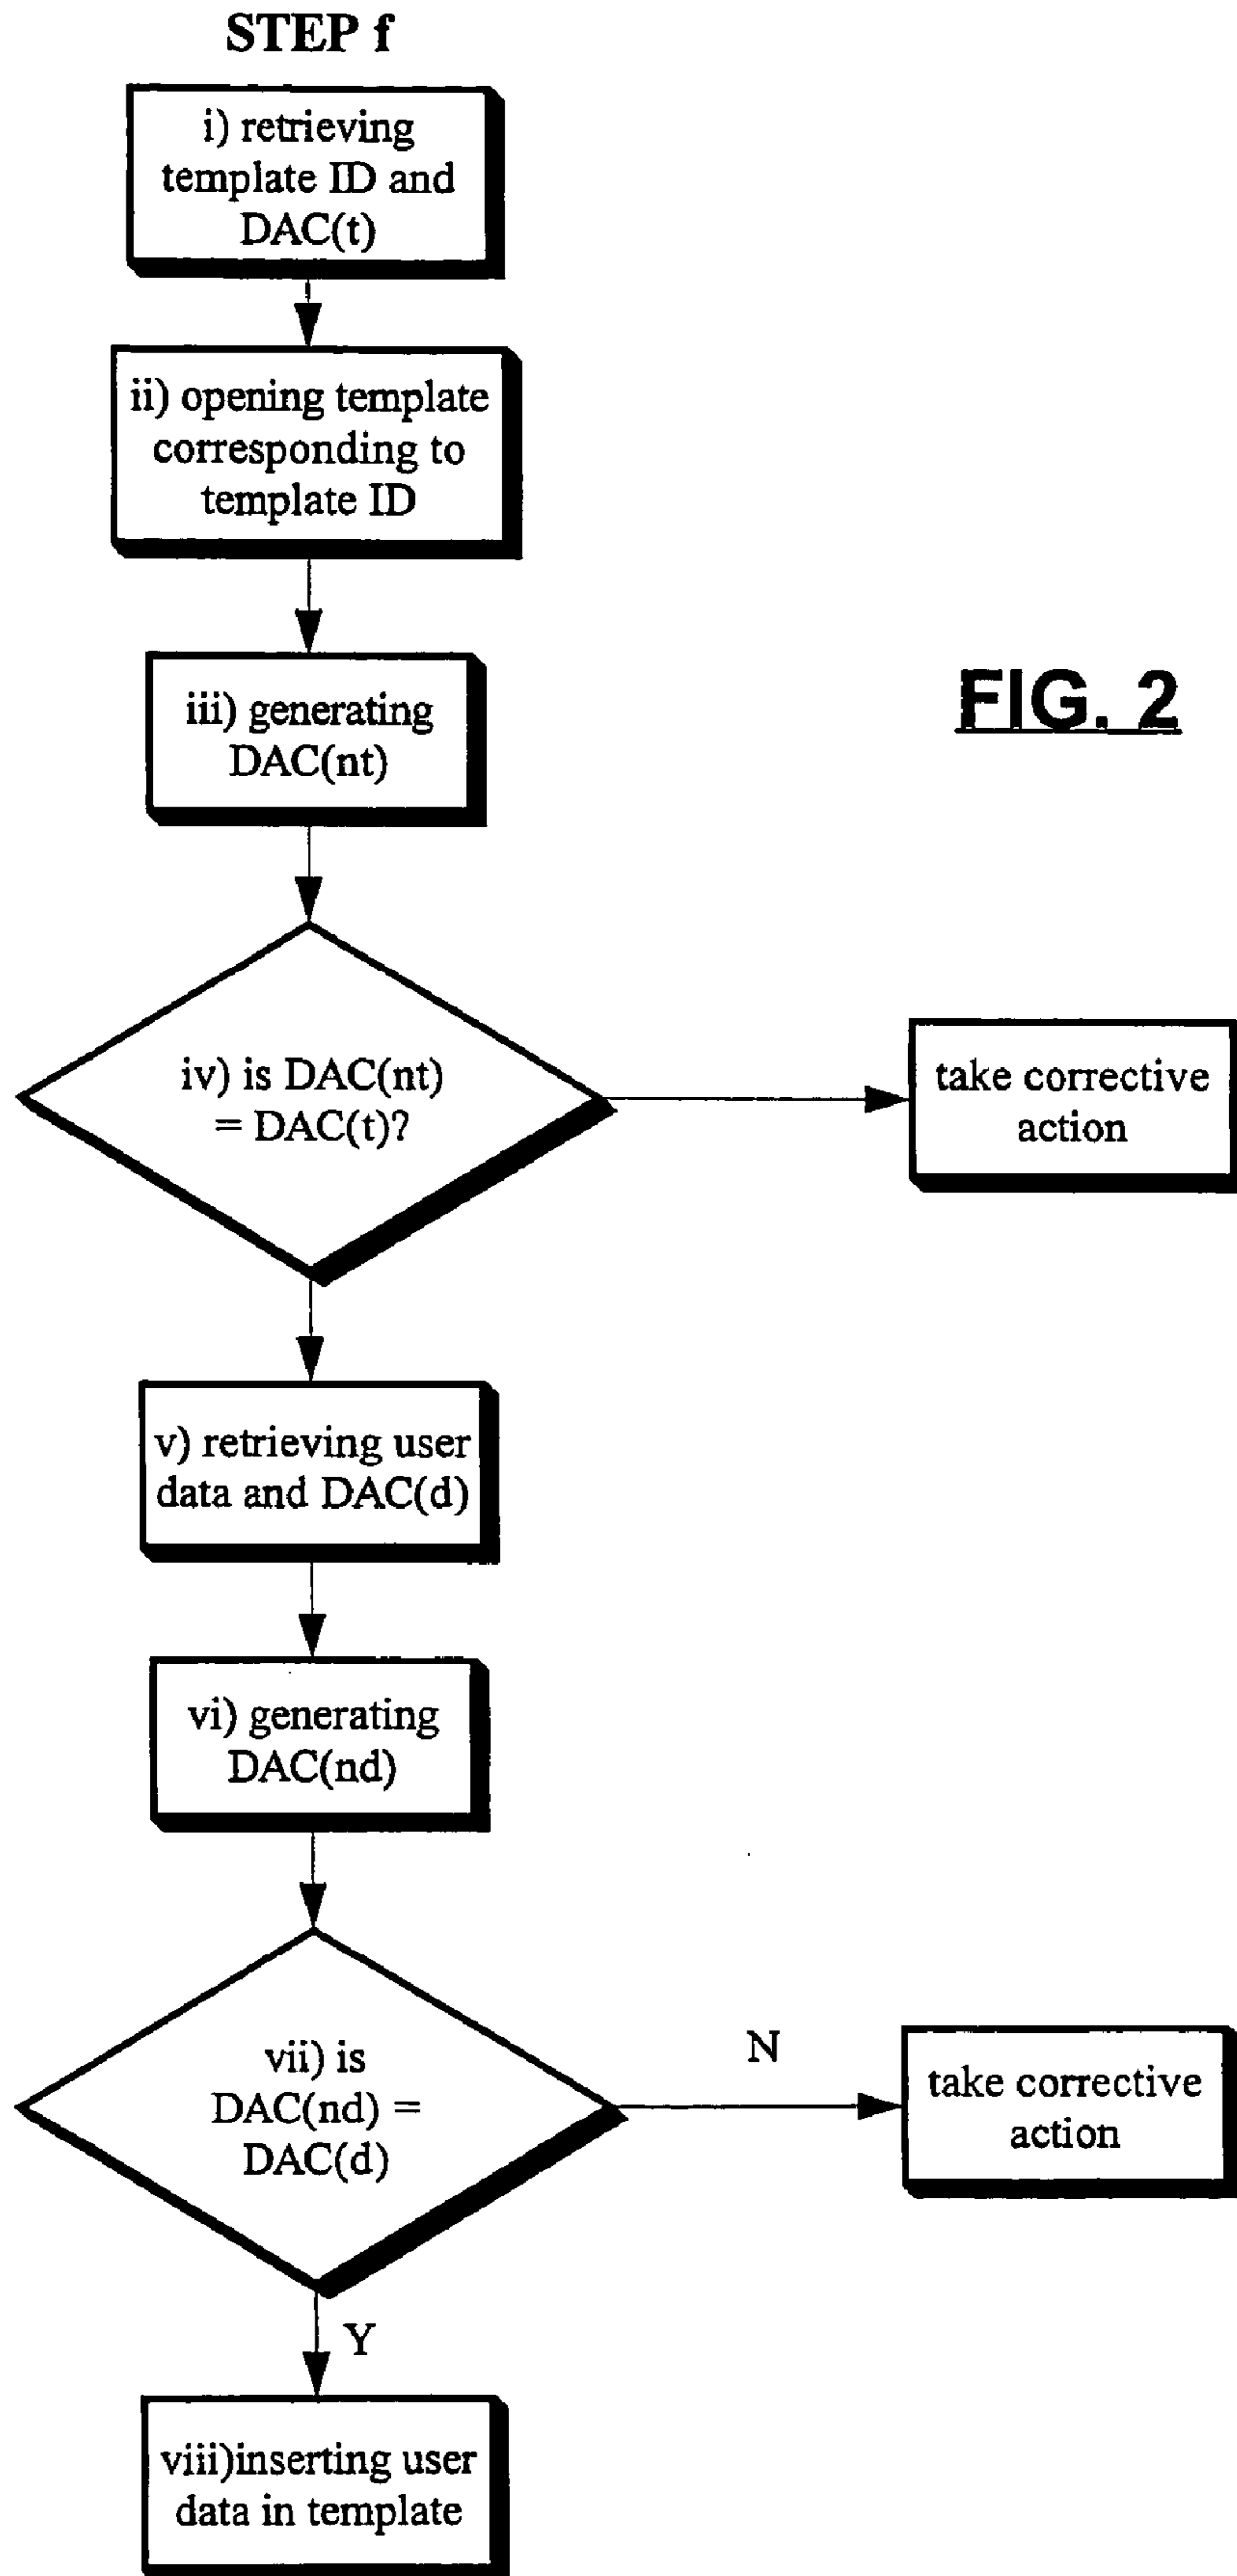 STEP f
i) retrieving
template ID and
DAC(t)
ii) opening template
corresponding to
template ID
iii) generating
DAC(nt)
FIG. 2
iv) is DAC(nt)
= DAC(t)?
take corrective
action
v) retrieving user
data and DAC(d)
vi) generating
DAC(nd)
vii) is
DAC(nd) =
DAC(d)
N
take corrective
action
Y
viii)inserting user
data in template